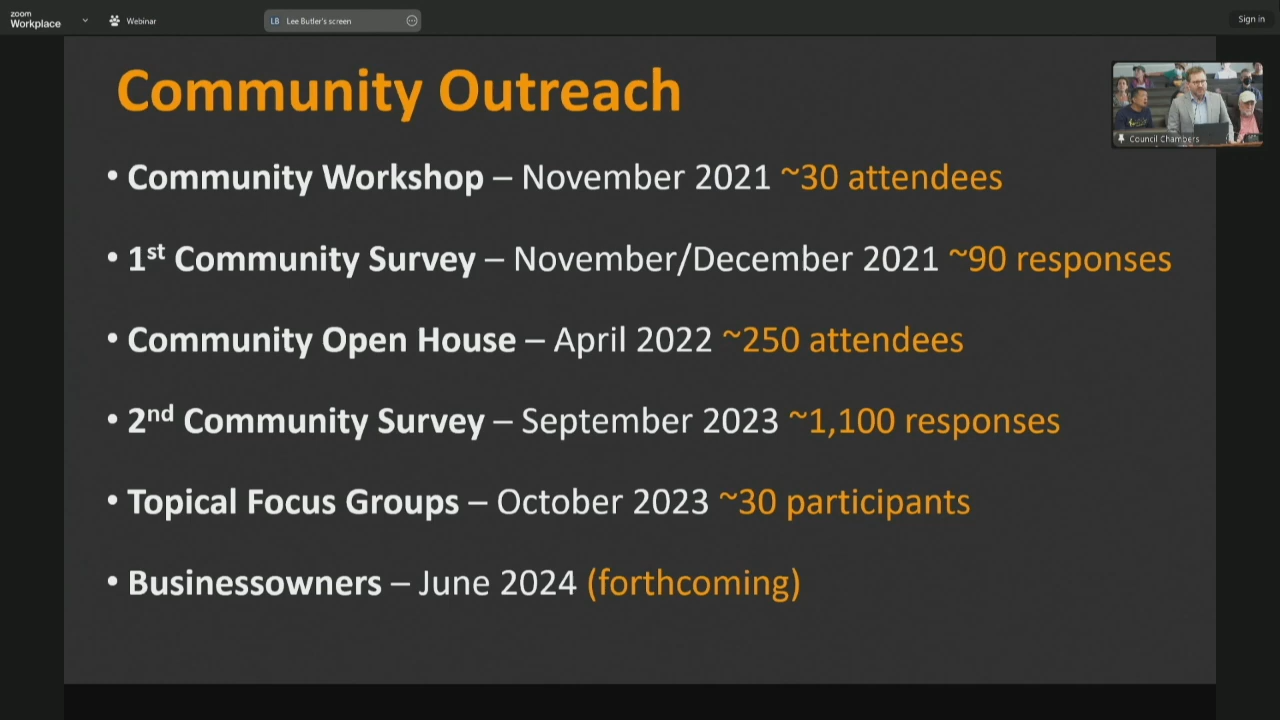 zoom
Workplace
Webinar
LB Lee Butler's screen
Sign in
Community Outreach
Council Chambers
• Community Workshop – November 2021 ~30 attendees
• 1st Community Survey – November/December 2021 ~90 responses
• Community Open House – April 2022 ~250 attendees
• 2nd Community Survey – September 2023 ~1,100 responses
• Topical Focus Groups – October 2023 ~30 participants
• Businessowners – June 2024 (forthcoming)